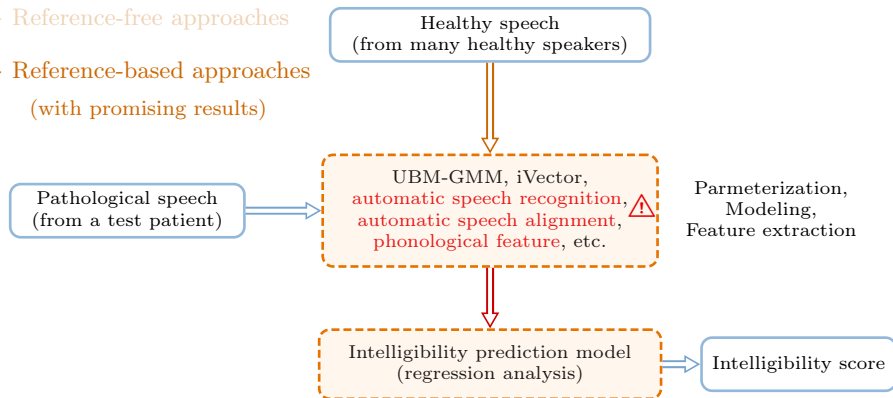 - Reference-free approaches
- Reference-based approaches
(with promising results)
Healthy speech
(from many healthy speakers)
Pathological speech
(from a test patient)
UBM-GMM, iVector,
automatic speech recognition,
automatic speech alignment,
phonological feature, etc.
Parmeterization,
Modeling,
Feature extraction
Intelligibility prediction model
(regression analysis)
Intelligibility score